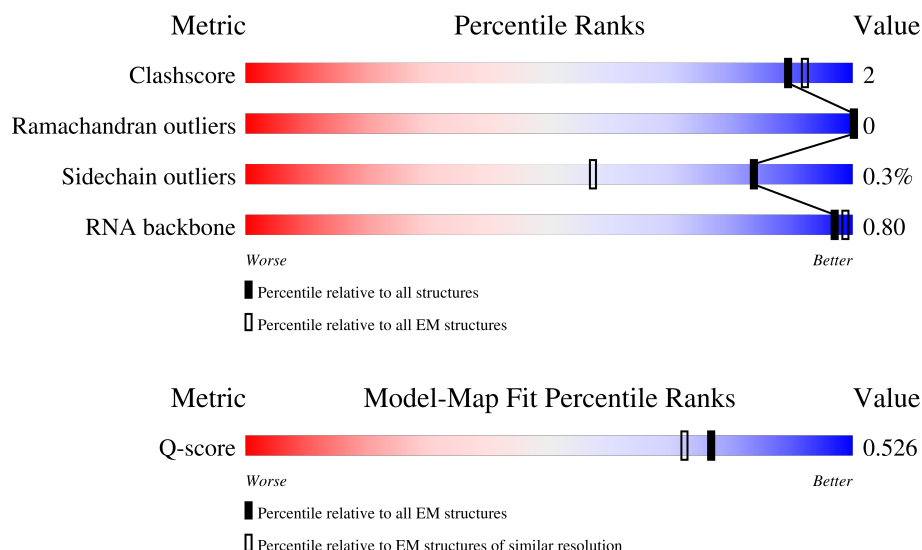 Metric Percentile Ranks Value
Clashscore 2
Ramachandran outliers 0
Sidechain outliers 0.3%
RNA backbone 0.80
Worse Better
Percentile relative to all structures
Percentile relative to all EM structures
Metric Model-Map Fit Percentile Ranks Value
Q-score 0.526
Worse Better
Percentile relative to all EM structures
Percentile relative to EM structures of similar resolution